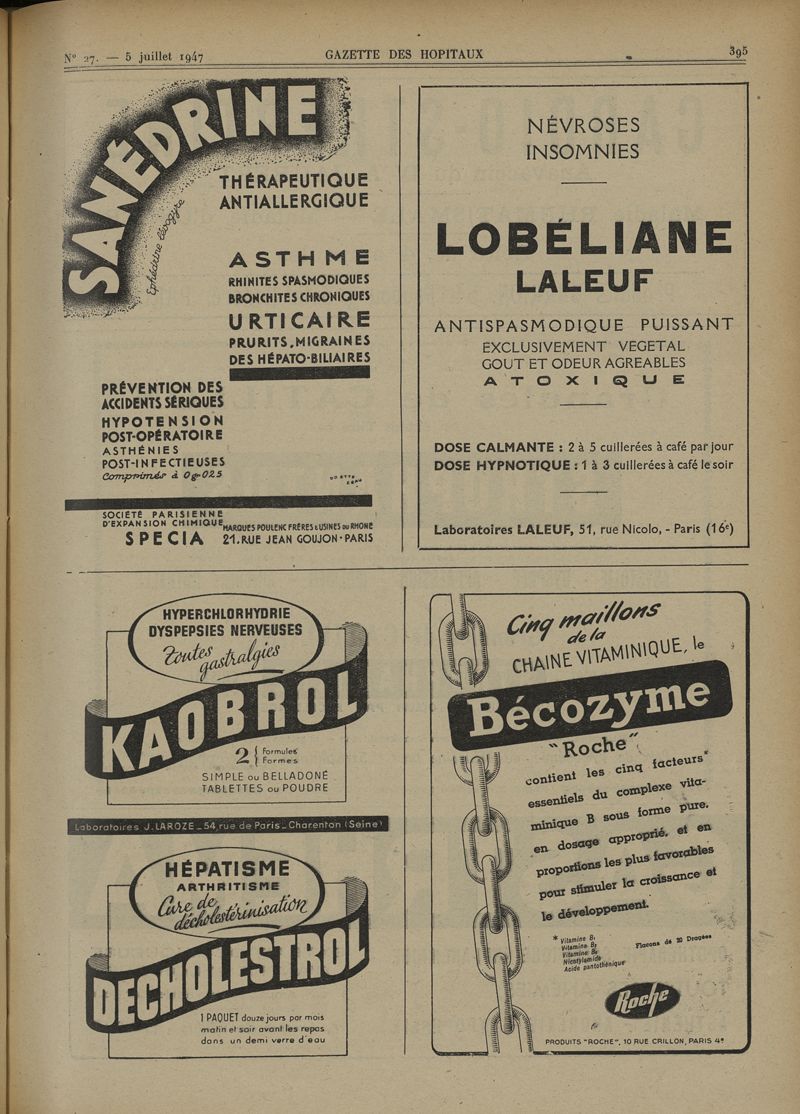 N° 27. — 5 juillet 1947 GAZETTE DES HOPITAUX 395
SANÉDRINE
Ephédrine lévogyre
THÉRAPEUTIQUE
ANTIALLERGIQUE
ASTHME
RHINITES SPASMODIQUES
BRONCHITES CHRONIQUES
URTICAIRE
PRURITS, MIGRAINES
DES HÉPATO-BILIAIRES
PRÉVENTION DES
ACCIDENTS SÉRIQUES
HYPOTENSION
POST-OPÉRATOIRE
ASTHÉNIES
POST-INFECTIEUSES
Comprimés à 0gr025
SOCIÉTÉ PARISIENNE
D'EXPANSION CHIMIQUE
SPECIA
MARQUES POULENC FRÈRES & USINES DU RHONE
21, RUE JEAN GOUJON - PARIS
NÉVROSES
INSOMNIES
LOBÉLIANE
LALEUF
ANTISPASMODIQUE PUISSANT
EXCLUSIVEMENT VEGETAL
GOUT ET ODEUR AGREABLES
ATOXIQUE
DOSE CALMANTE : 2 à 5 cuillerées à café par jour
DOSE HYPNOTIQUE : 1 à 3 cuillerées à café le soir
Laboratoires LALEUF, 51, rue Nicolo, - Paris (16e)
HYPERCHLORHYDRIE
DYSPEPSIES NERVEUSES
Toutes
gastralgies
KAOBROL
2 { Formules
Formes
SIMPLE ou BELLADONÉ
TABLETTES ou POUDRE
Laboratoires J. LAROZE _ 54, rue de Paris _ Charenton (Seine)
HÉPATISME
ARTHRITISME
Cure de
décholestérinisation
DECHOLESTROL
1 PAQUET douze jours par mois
matin et soir avant les repas
dans un demi verre d'eau
Cinq maillons
de la
CHAINE VITAMINIQUE, le
Bécozyme
"Roche"
contient les cinq facteurs*
essentiels du complexe vita-
minique B sous forme pure,
en dosage approprié, et en
proportions les plus favorables
pour stimuler la croissance et
le développement.
* Vitamine B1
Vitamine B2
Vitamine B6
Nicotylamide
Acide pantothénique
Flacons de 20 Dragées
Roche
PRODUITS "ROCHE", 10 RUE CRILLON, PARIS 4e